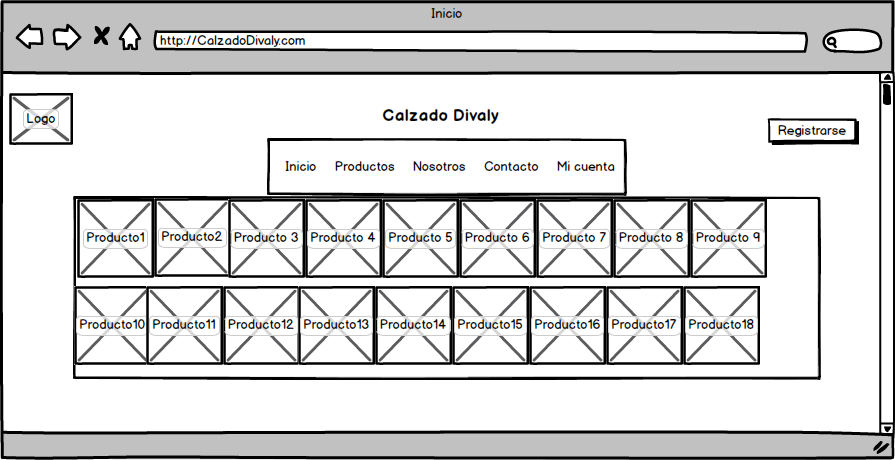 Inicio
http://CalzadoDivaly.com
Logo
Calzado Divaly
Registrarse
Inicio Productos Nosotros Contacto Mi cuenta
Producto1 Producto2 Producto 3 Producto 4 Producto 5 Producto 6 Producto 7 Producto 8 Producto 9
Producto10 Producto11 Producto12 Producto13 Producto14 Producto15 Producto16 Producto17 Producto18